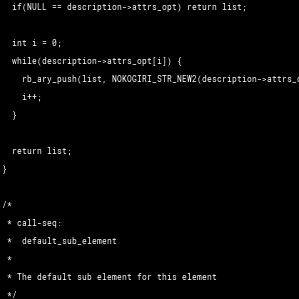 if(NULL == description->attrs_opt) return list;
int i = 0;
while(description->attrs_opt[i]) {
rb_ary_push(list, NOKOGIRI_STR_NEW2(description->attrs_
i++;
}
return list;
}
/*
* call-seq:
*  default_sub_element
*
* The default sub element for this element
*/